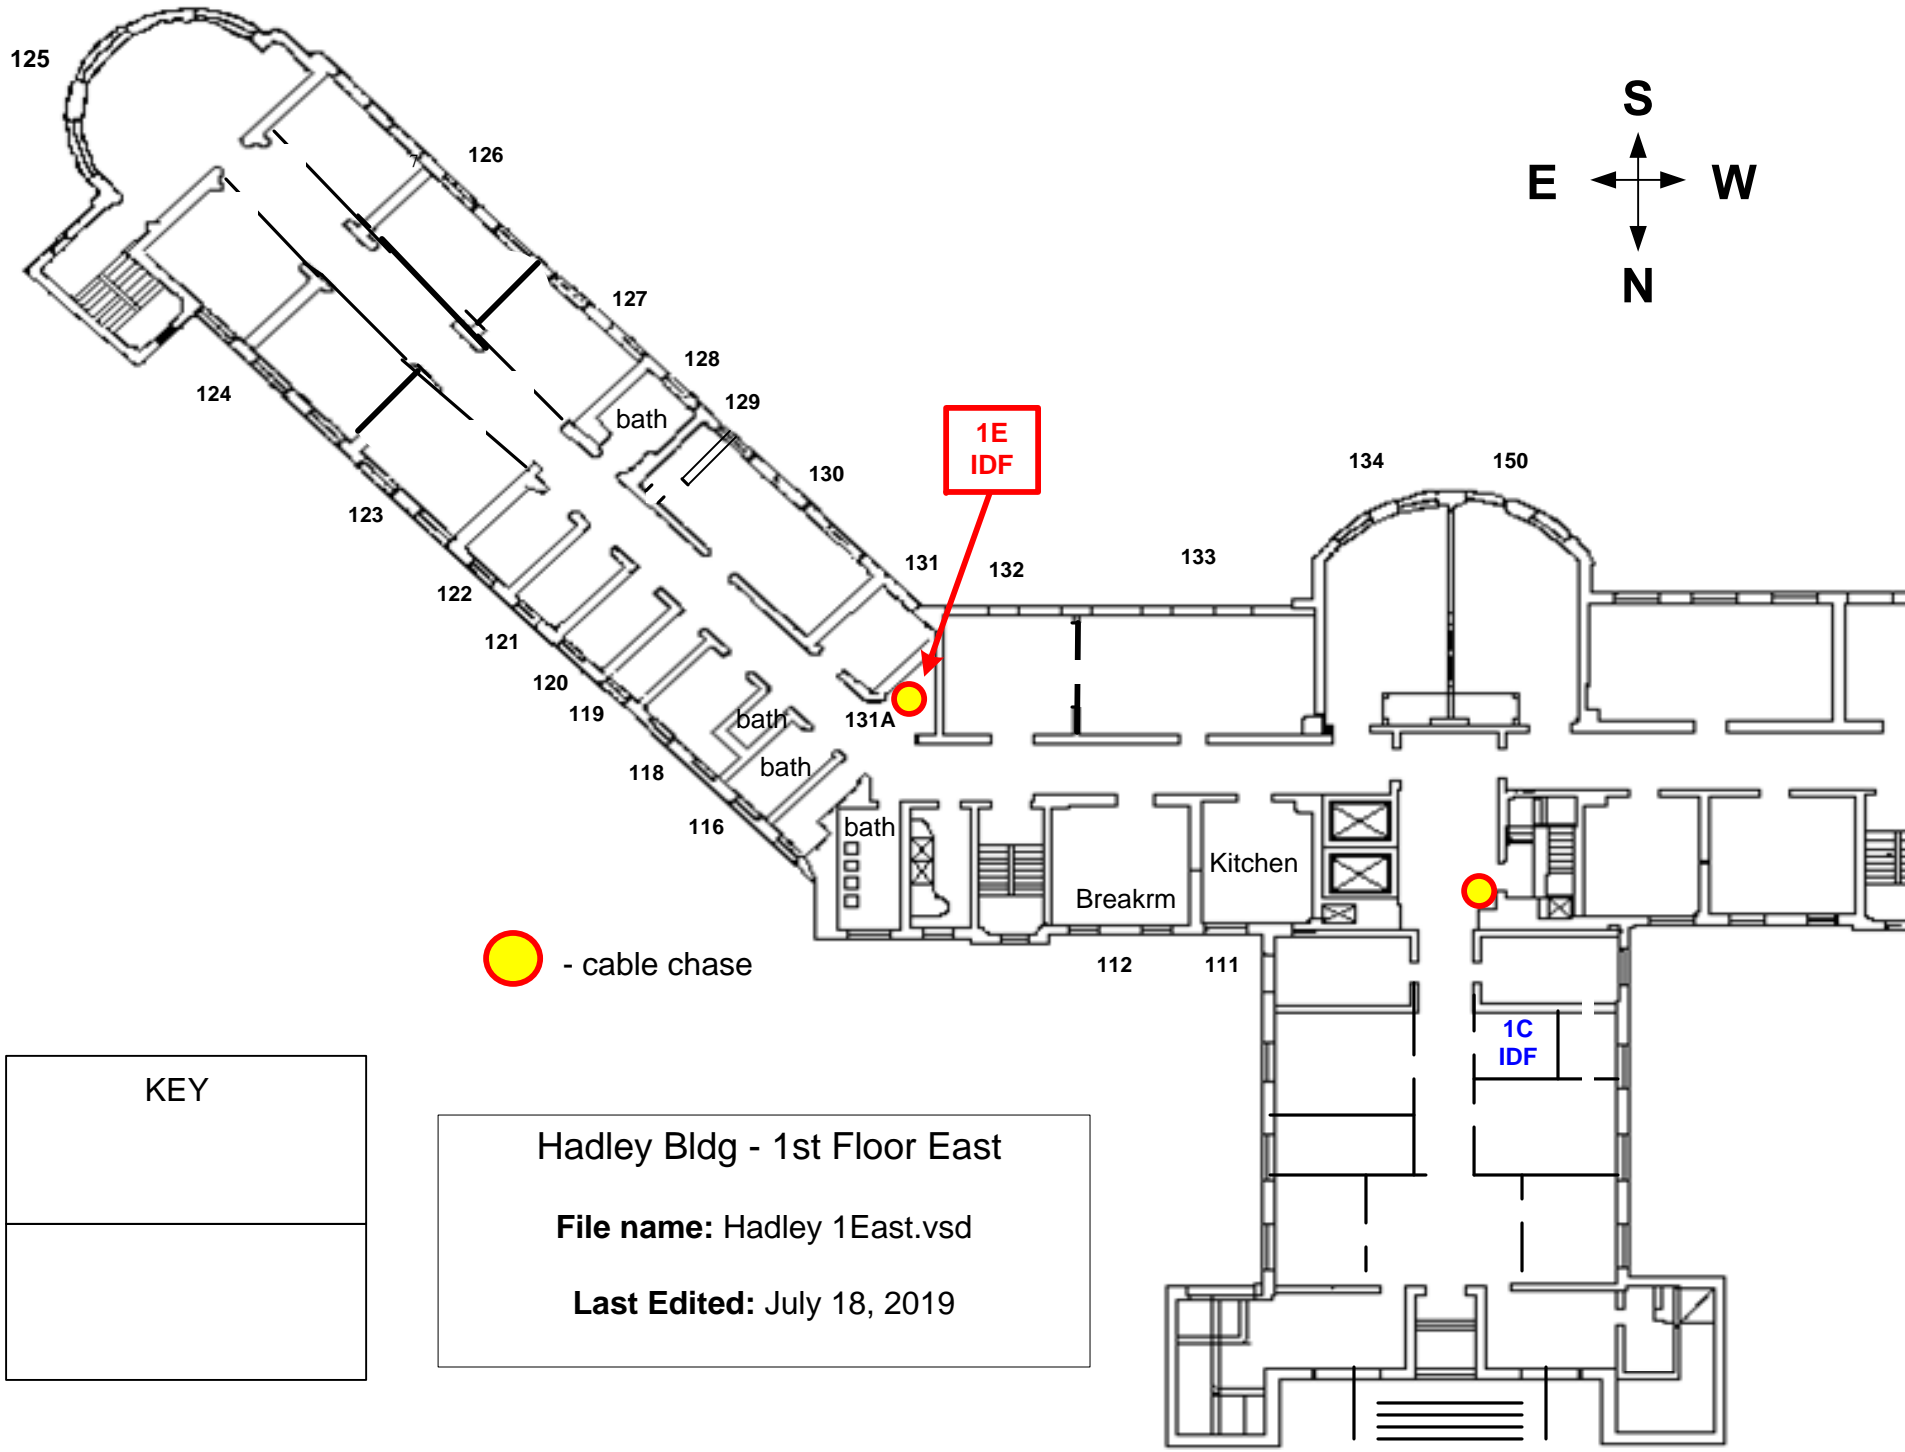 125
S
E
W
N
126
127
128
129
bath
124
1E
IDF
130
134
150
123
131
132
133
122
121
120
119
131A
bath
118
bath
116
bath
Kitchen
Breakrm
- cable chase
112
111
1C
IDF
KEY
Hadley Bldg - 1st Floor East
File name: Hadley 1East.vsd
Last Edited: July 18, 2019